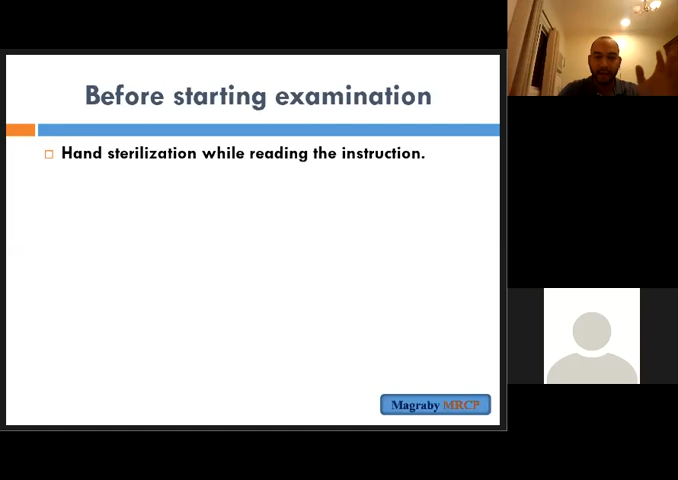 Before starting examination
Hand sterilization while reading the instruction.
Magraby MRCP